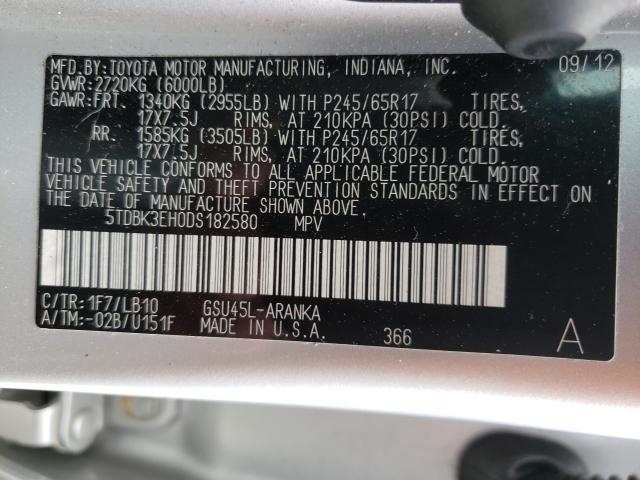 MFD.BY:TOYOTA MOTOR MANUFACTURING, INDIANA, INC. 09/12
GVWR:2720KG (6000LB)
GAWR:FRT. 1340KG (2955LB) WITH P245/65R17 TIRES,
17X7.5J RIMS, AT 210KPA (30PSI) COLD.
RR. 1585KG (3505LB) WITH P245/65R17 TIRES,
17X7.5J RIMS, AT 210KPA (30PSI) COLD.
THIS VEHICLE CONFORMS TO ALL APPLICABLE FEDERAL MOTOR
VEHICLE SAFETY AND THEFT PREVENTION STANDARDS IN EFFECT ON
THE DATE OF MANUFACTURE SHOWN ABOVE.
5TDBK3EH0DS182580 MPV
C/TR:1F7/LB10 GSU45L-ARANKA
A/TM:-02B/U151F MADE IN U.S.A. 366 A